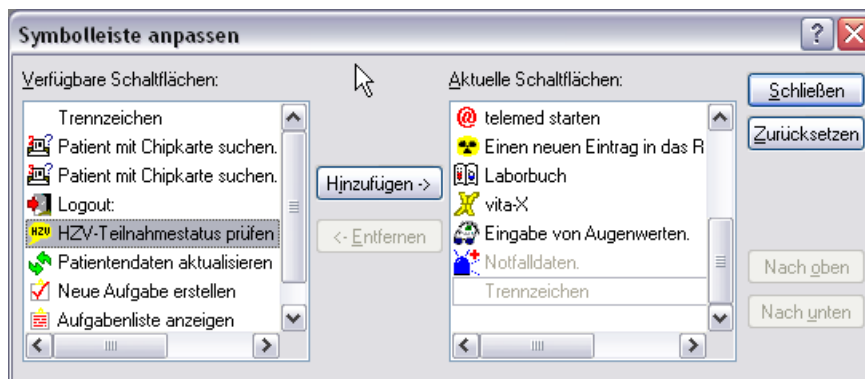 Symbolleiste anpassen
?
Verfügbare Schaltflächen:
Trennzeichen
Patient mit Chipkarte suchen.
Patient mit Chipkarte suchen.
Logout:
HZV HZV-Teilnahmestatus prüfen
Patientendaten aktualisieren
Neue Aufgabe erstellen
Aufgabenliste anzeigen
Hinzufügen ->
<- Entfernen
Aktuelle Schaltflächen:
@ telemed starten
Einen neuen Eintrag in das R
Laborbuch
vita-X
Eingabe von Augenwerten.
Notfalldaten.
Trennzeichen
Schließen
Zurücksetzen
Nach oben
Nach unten